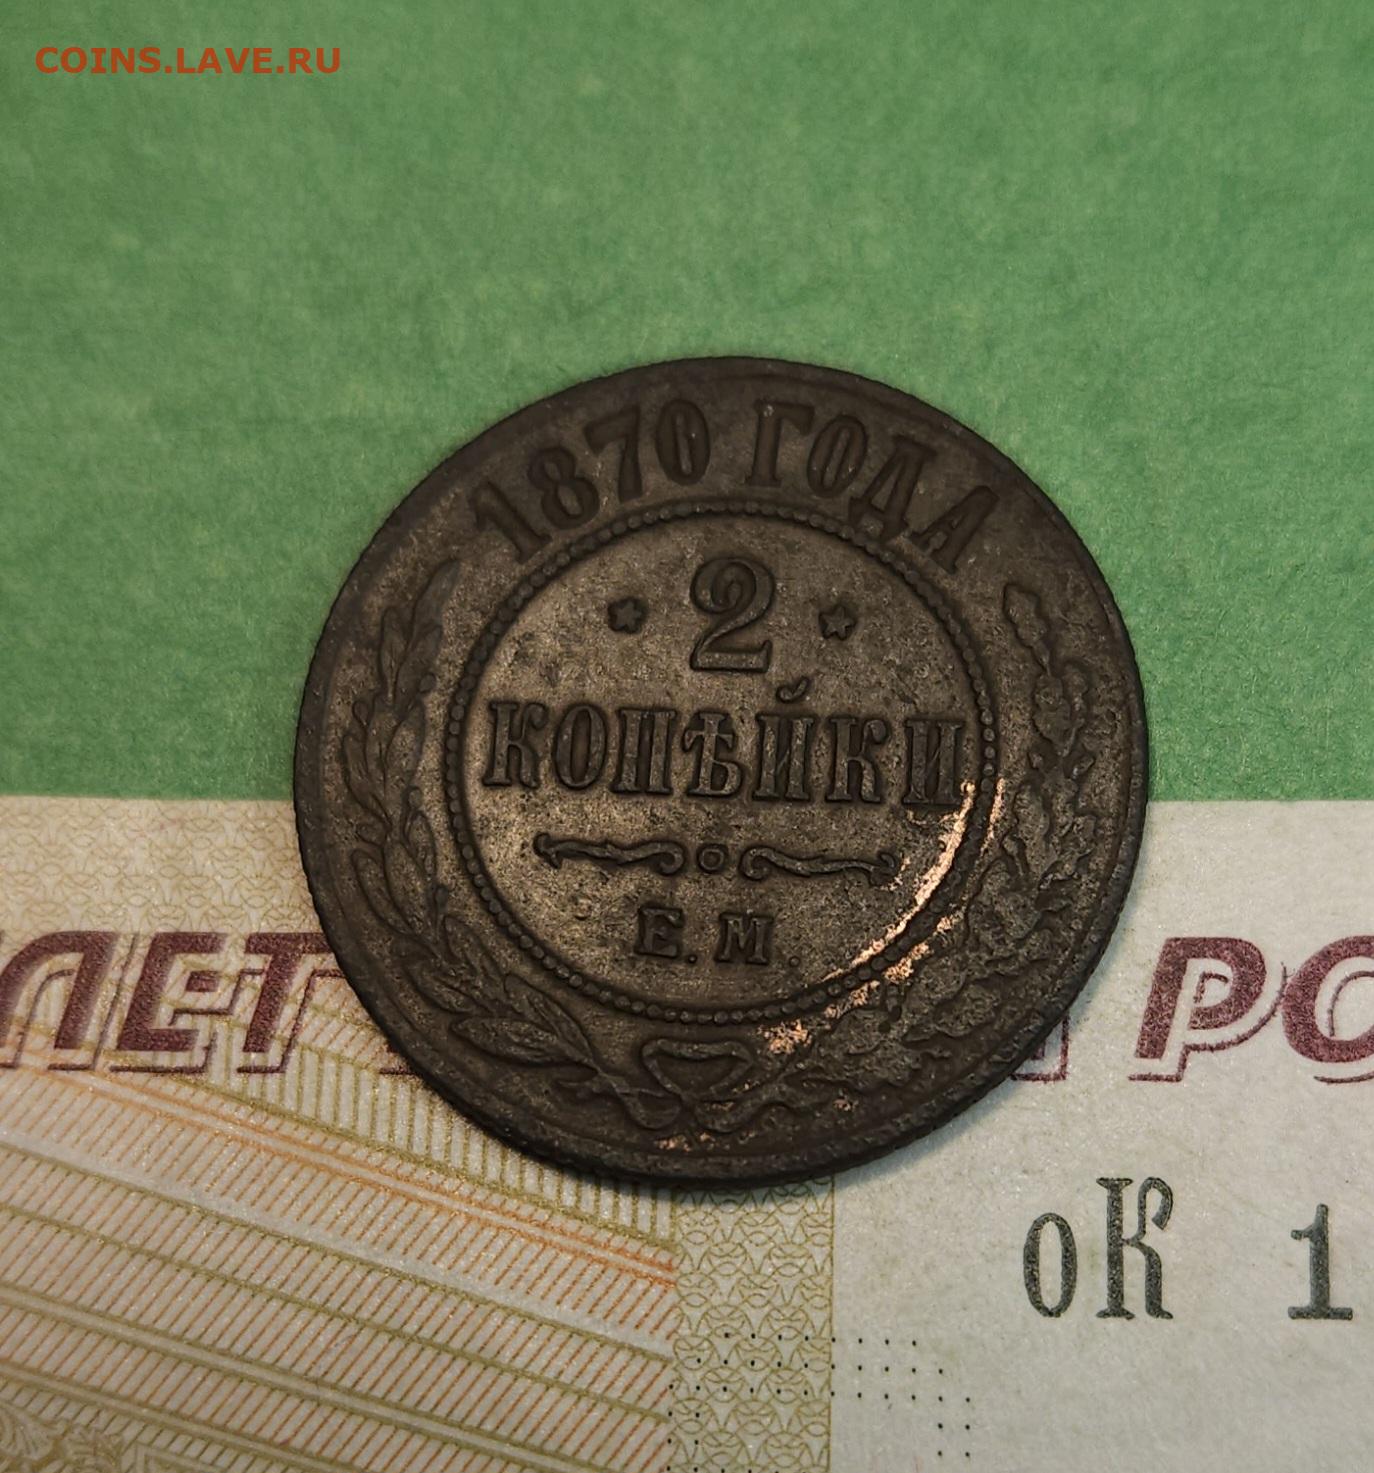 COINS.LAVE.RU
1870 ГОДА
2
КОПѢЙКИ
Е.М.
ЛЕТ
РО
оК 1